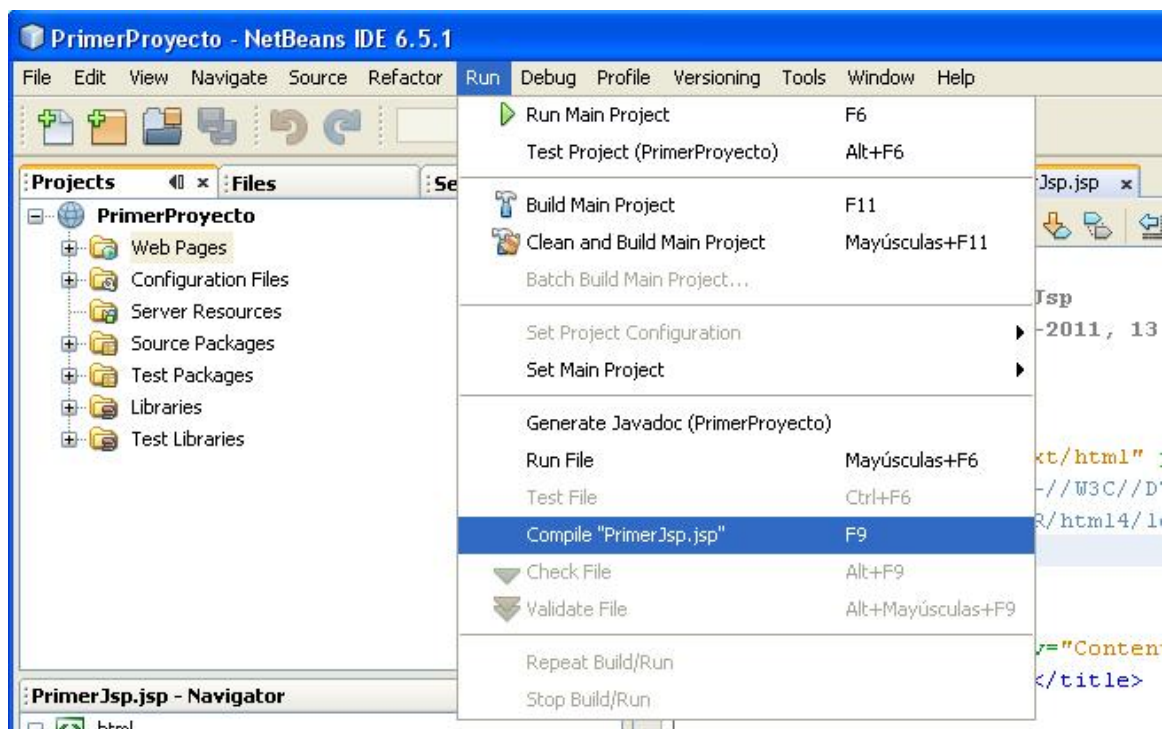 PrimerProyecto - NetBeans IDE 6.5.1
File Edit View Navigate Source Refactor Run Debug Profile Versioning Tools Window Help
Run Main Project F6
Test Project (PrimerProyecto) Alt+F6
Build Main Project F11
Clean and Build Main Project Mayúsculas+F11
Batch Build Main Project...
Set Project Configuration
Set Main Project
Generate Javadoc (PrimerProyecto)
Run File Mayúsculas+F6
Test File Ctrl+F6
Compile "PrimerJsp.jsp" F9
Check File Alt+F9
Validate File Alt+Mayúsculas+F9
Repeat Build/Run
Stop Build/Run
Projects Files Se
PrimerProyecto
Web Pages
Configuration Files
Server Resources
Source Packages
Test Packages
Libraries
Test Libraries
PrimerJsp.jsp - Navigator
html
Jsp.jsp
Jsp
-2011, 13
xt/html"
-//W3C//D
R/html4/l
y="Conten
</title>